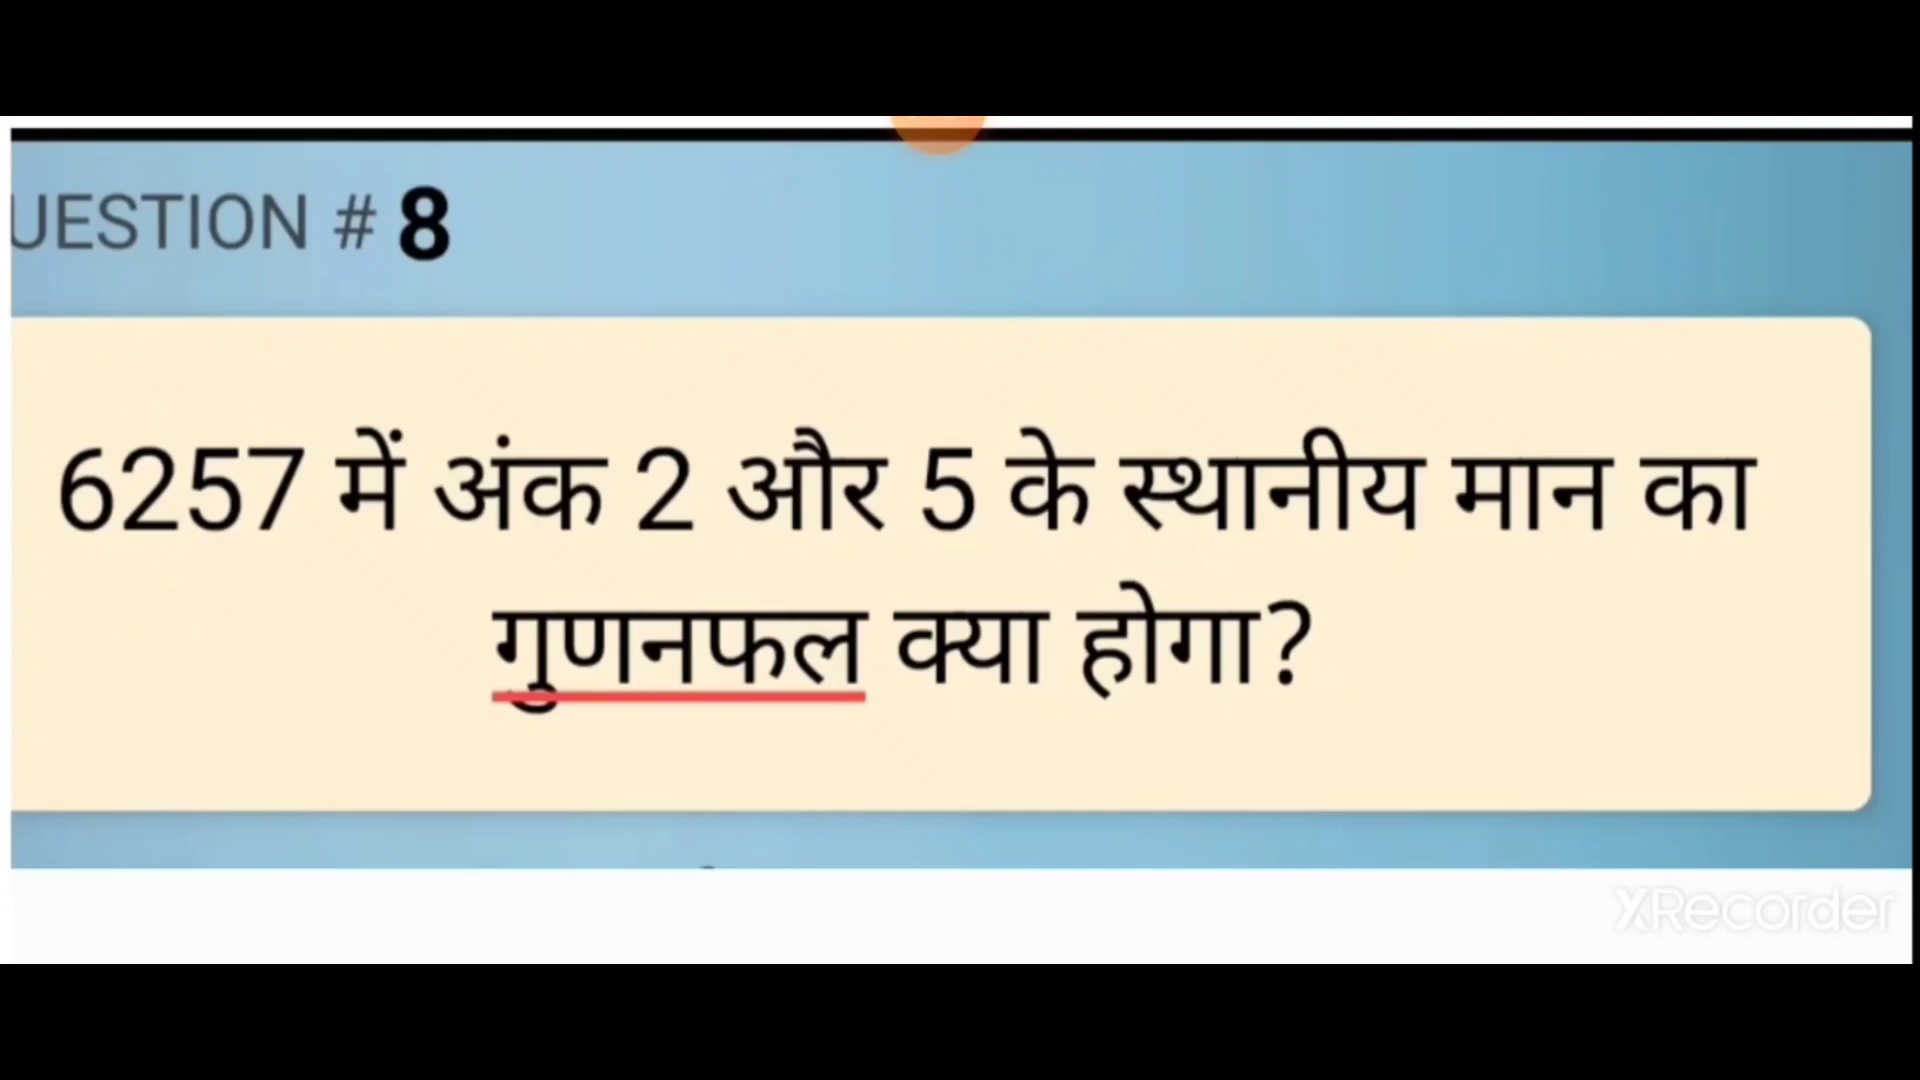 UESTION # 8
6257 में अंक 2 और 5 के स्थानीय मान का
गुणनफल क्या होगा?
XRecorder